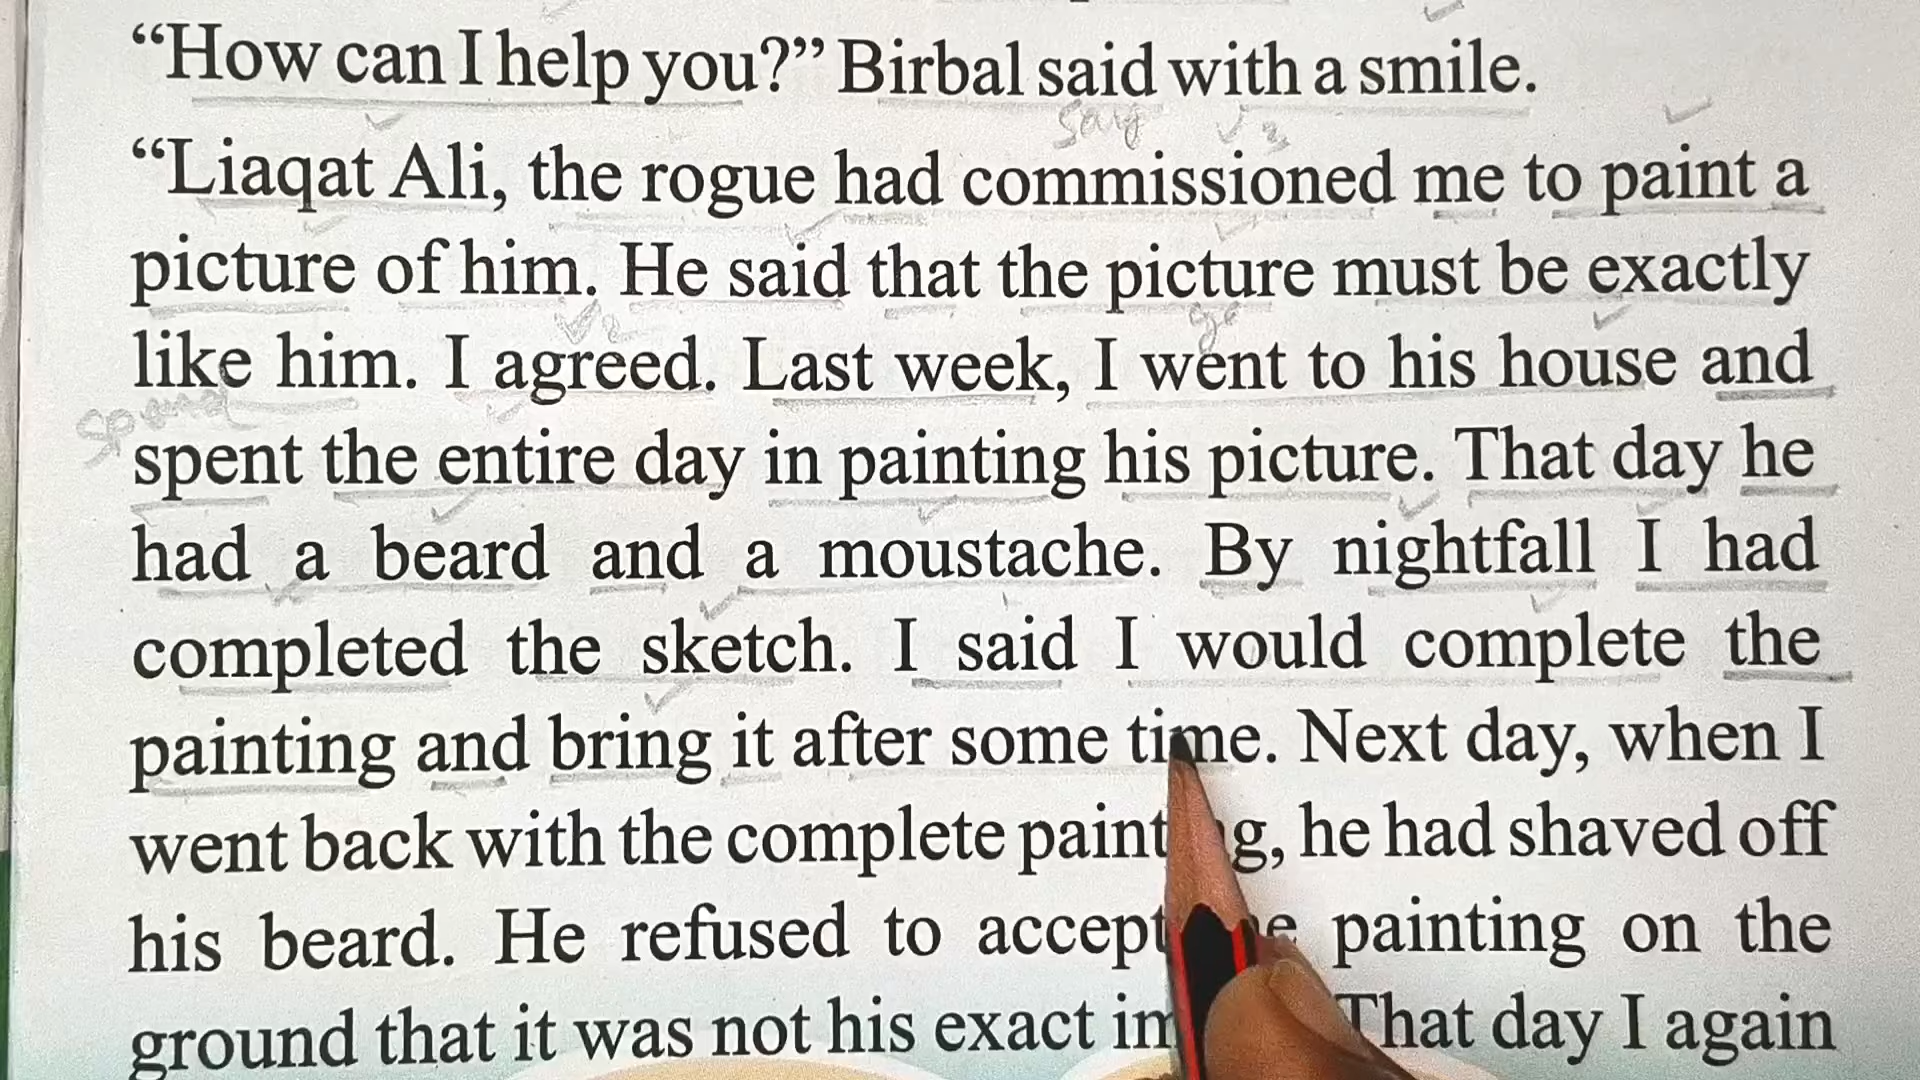 “How can I help you?” Birbal said with a smile.
say
“Liaqat Ali, the rogue had commissioned me to paint a
picture of him. He said that the picture must be exactly
go
like him. I agreed. Last week, I went to his house and
spend
spent the entire day in painting his picture. That day he
had a beard and a moustache. By nightfall I had
completed the sketch. I said I would complete the
painting and bring it after some time. Next day, when I
went back with the complete painting, he had shaved off
his beard. He refused to accept painting on the
ground that it was not his exact That day I again